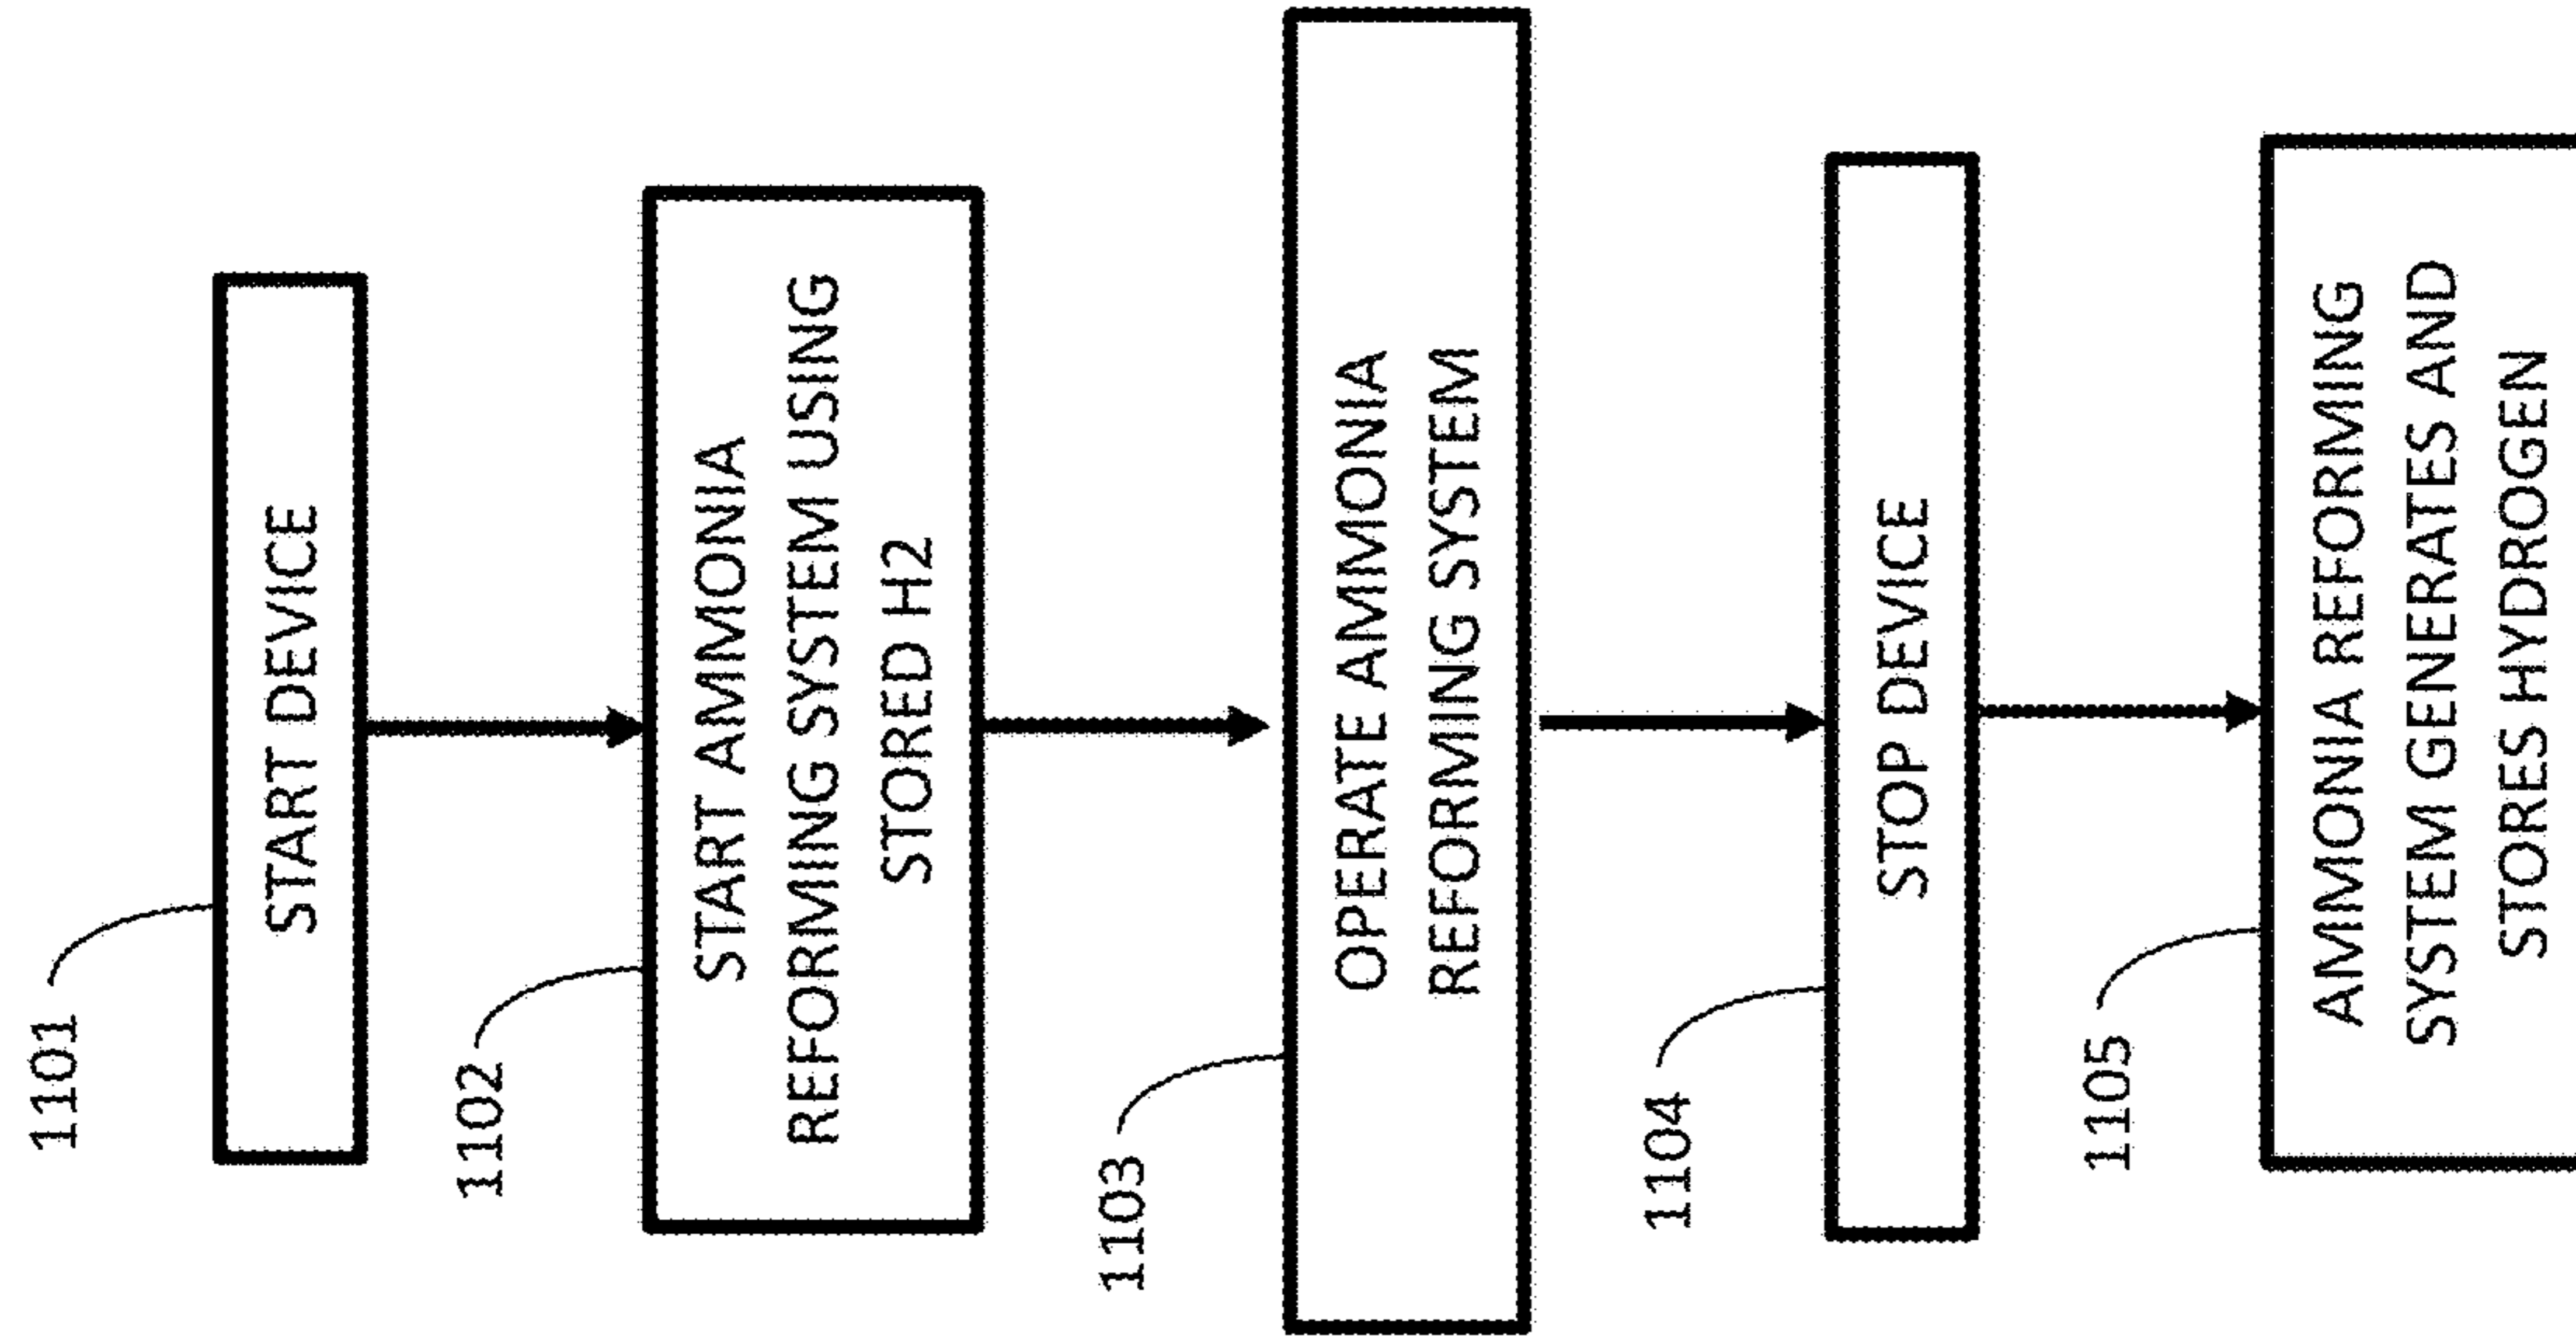 1101
START DEVICE
1102
START AMMONIA
REFORMING SYSTEM USING
STORED H2
1103
OPERATE AMMONIA
REFORMING SYSTEM
1104
STOP DEVICE
1105
AMMONIA REFORMING
SYSTEM GENERATES AND
STORES HYDROGEN